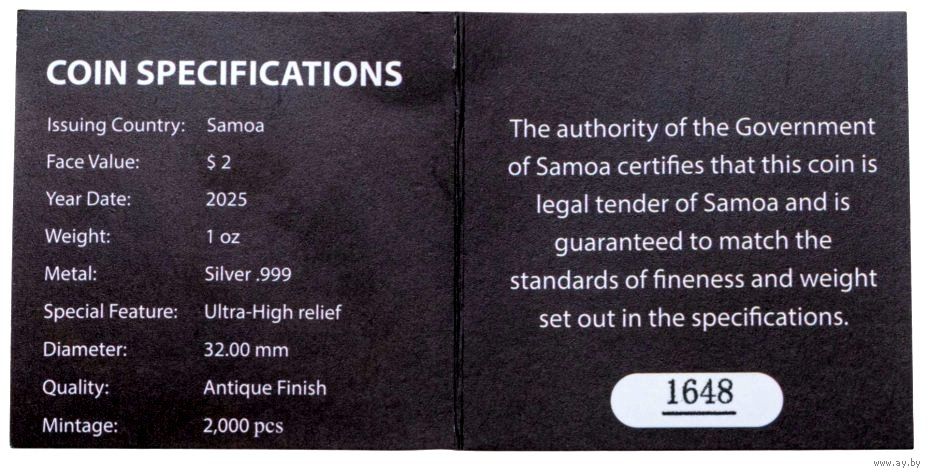 COIN SPECIFICATIONS
Issuing Country: Samoa
Face Value: $ 2
Year Date: 2025
Weight: 1 oz
Metal: Silver .999
Special Feature: Ultra-High relief
Diameter: 32.00 mm
Quality: Antique Finish
Mintage: 2,000 pcs
The authority of the Government
of Samoa certifies that this coin is
legal tender of Samoa and is
guaranteed to match the
standards of fineness and weight
set out in the specifications.
1648
www.ay.by